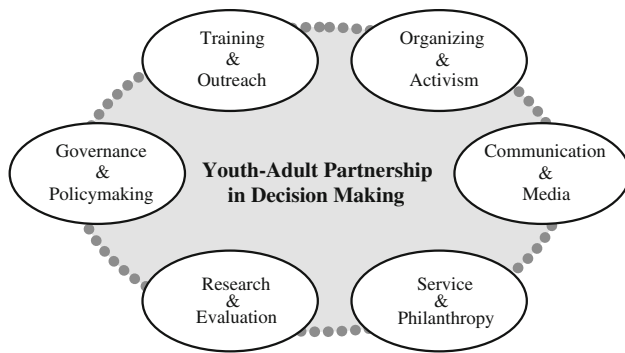 Training
&
Outreach
Organizing
&
Activism
Governance
&
Policymaking
Youth-Adult Partnership
in Decision Making
Communication
&
Media
Research
&
Evaluation
Service
&
Philanthropy